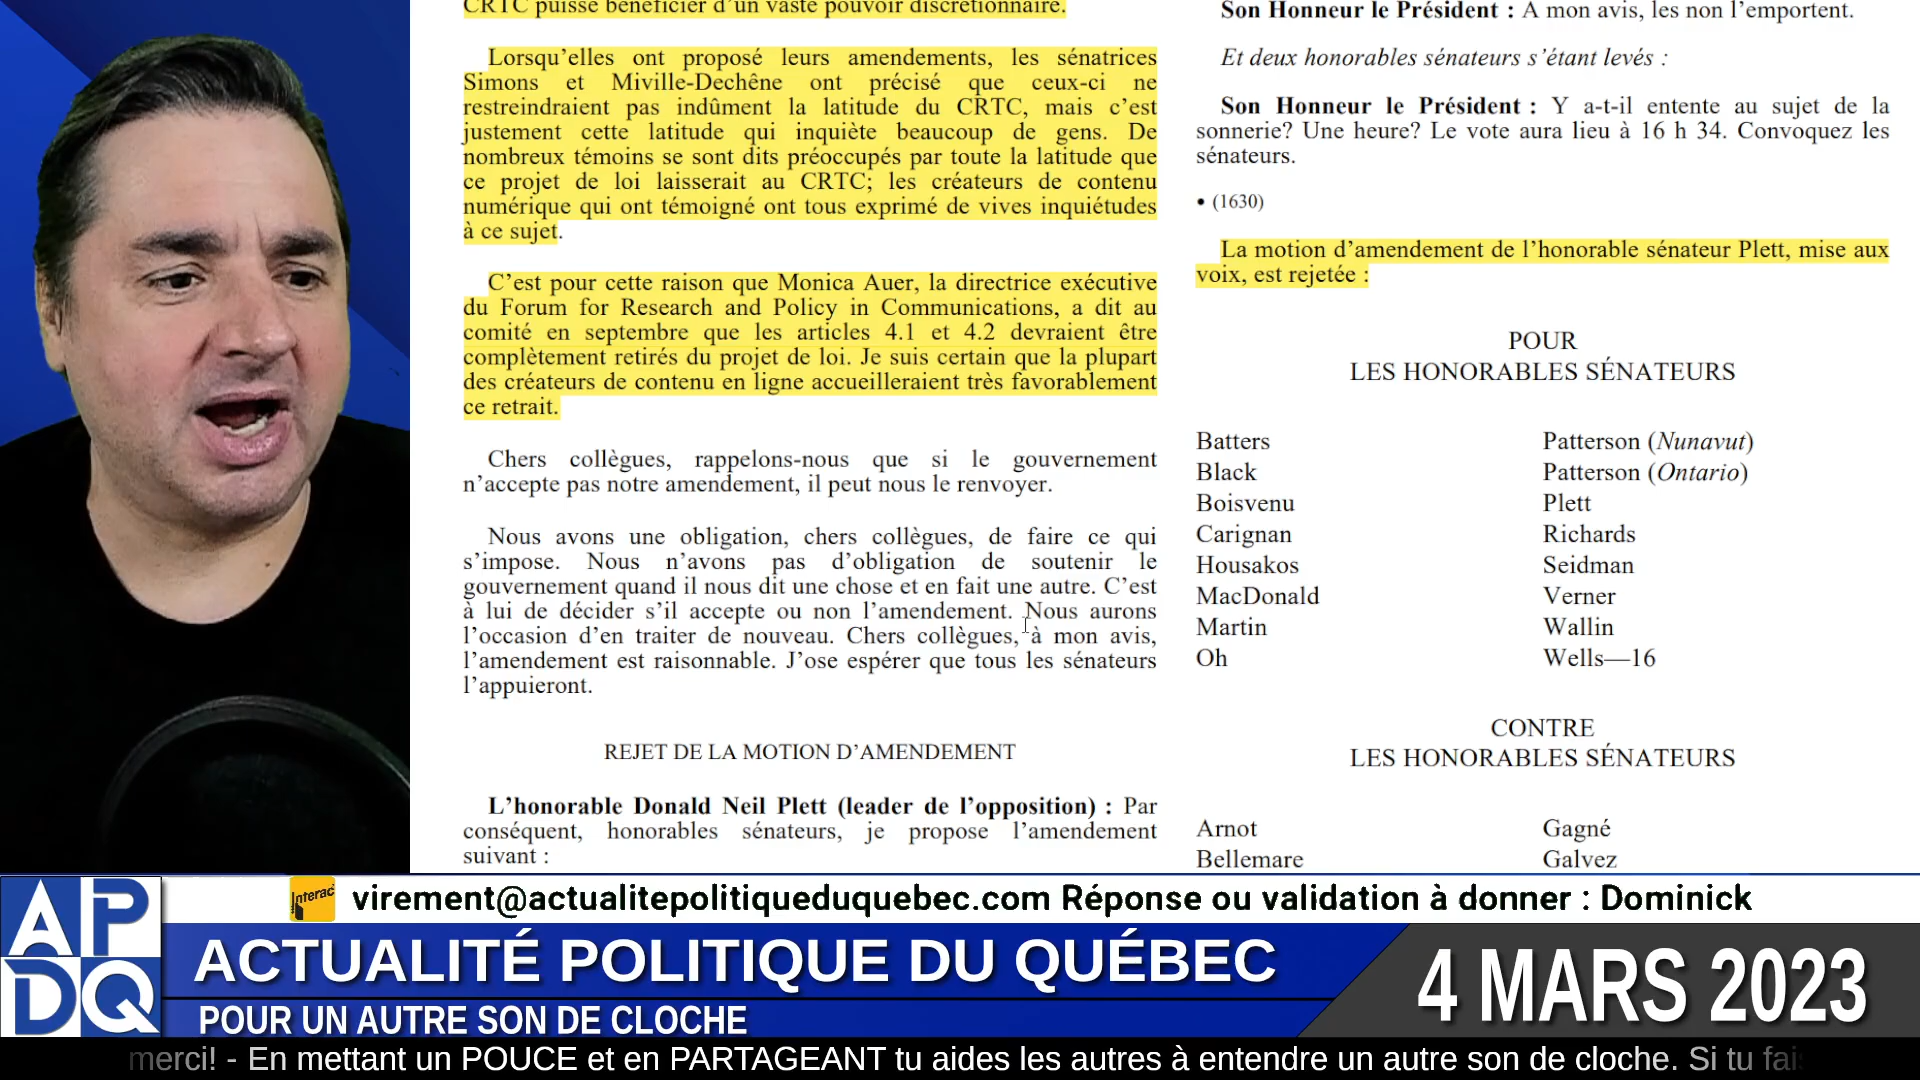 CRTC puisse bénéficier d'un vaste pouvoir discrétionnaire.
Lorsqu'elles ont proposé leurs amendements, les sénatrices
Simons et Miville-Dechêne ont précisé que ceux-ci ne
restreindraient pas indûment la latitude du CRTC, mais c'est
justement cette latitude qui inquiète beaucoup de gens. De
nombreux témoins se sont dits préoccupés par toute la latitude que
ce projet de loi laisserait au CRTC; les créateurs de contenu
numérique qui ont témoigné ont tous exprimé de vives inquiétudes
à ce sujet.
C'est pour cette raison que Monica Auer, la directrice exécutive
du Forum for Research and Policy in Communications, a dit au
comité en septembre que les articles 4.1 et 4.2 devraient être
complètement retirés du projet de loi. Je suis certain que la plupart
des créateurs de contenu en ligne accueilleraient très favorablement
ce retrait.
Chers collègues, rappelons-nous que si le gouvernement
n'accepte pas notre amendement, il peut nous le renvoyer.
Nous avons une obligation, chers collègues, de faire ce qui
s'impose. Nous n'avons pas d'obligation de soutenir le
gouvernement quand il nous dit une chose et en fait une autre. C'est
à lui de décider s'il accepte ou non l'amendement. Nous aurons
l'occasion d'en traiter de nouveau. Chers collègues, à mon avis,
l'amendement est raisonnable. J'ose espérer que tous les sénateurs
l'appuieront.
REJET DE LA MOTION D'AMENDEMENT
L'honorable Donald Neil Plett (leader de l'opposition) : Par
conséquent, honorables sénateurs, je propose l'amendement
suivant :
Son Honneur le Président : À mon avis, les non l'emportent.
Et deux honorables sénateurs s'étant levés :
Son Honneur le Président : Y a-t-il entente au sujet de la
sonnerie? Une heure? Le vote aura lieu à 16 h 34. Convoquez les
sénateurs.
• (1630)
La motion d'amendement de l'honorable sénateur Plett, mise aux
voix, est rejetée :
POUR
LES HONORABLES SÉNATEURS
Batters Patterson (Nunavut)
Black Patterson (Ontario)
Boisvenu Plett
Carignan Richards
Housakos Seidman
MacDonald Verner
Martin Wallin
Oh Wells—16
CONTRE
LES HONORABLES SÉNATEURS
Arnot Gagné
Bellemare Galvez
Interac virement@actualitepolitiqueduquebec.com Réponse ou validation à donner : Dominick
APDQ
ACTUALITÉ POLITIQUE DU QUÉBEC
POUR UN AUTRE SON DE CLOCHE
4 MARS 2023
merci! - En mettant un POUCE et en PARTAGEANT tu aides les autres à entendre un autre son de cloche. Si tu fais